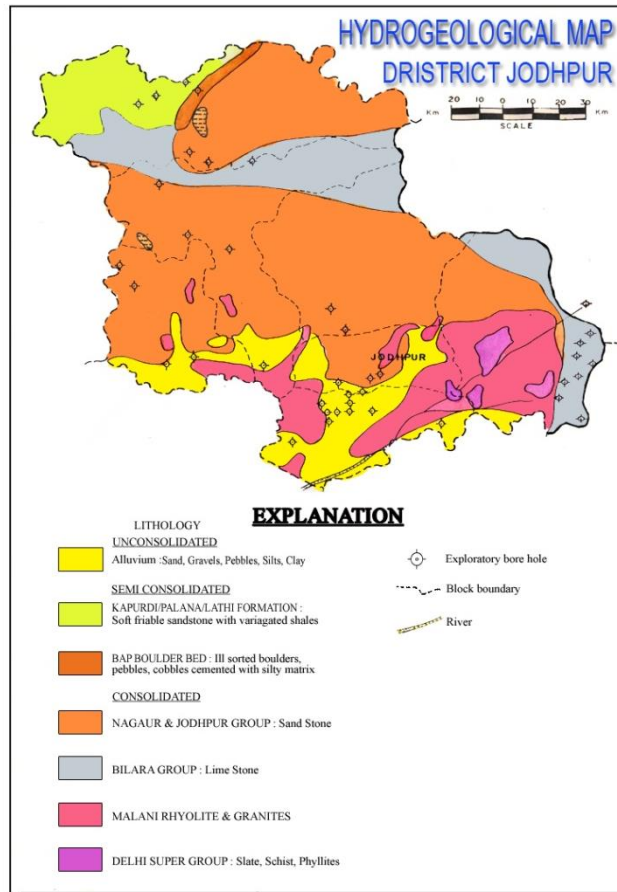 HYDROGEOLOGICAL MAP
DRISTRICT JODHPUR
Km 20 10 0 10 20 30 Km
SCALE
JODHPUR
EXPLANATION
LITHOLOGY
UNCONSOLIDATED
Alluvium :Sand, Gravels, Pebbles, Silts, Clay
SEMI CONSOLIDATED
KAPURDI/PALANA/LATHI FORMATION :
Soft friable sandstone with variagated shales
BAP BOULDER BED : Ill sorted boulders,
pebbles, cobbles cemented with silty matrix
CONSOLIDATED
NAGAUR & JODHPUR GROUP : Sand Stone
BILARA GROUP : Lime Stone
MALANI RHYOLITE & GRANITES
DELHI SUPER GROUP : Slate, Schist, Phyllites
Exploratory bore hole
Block boundary
River